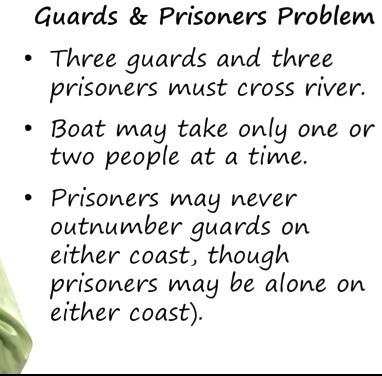 Guards & Prisoners Problem
• Three guards and three
prisoners must cross river.
• Boat may take only one or
two people at a time.
• Prisoners may never
outnumber guards on
either coast, though
prisoners may be alone on
either coast).